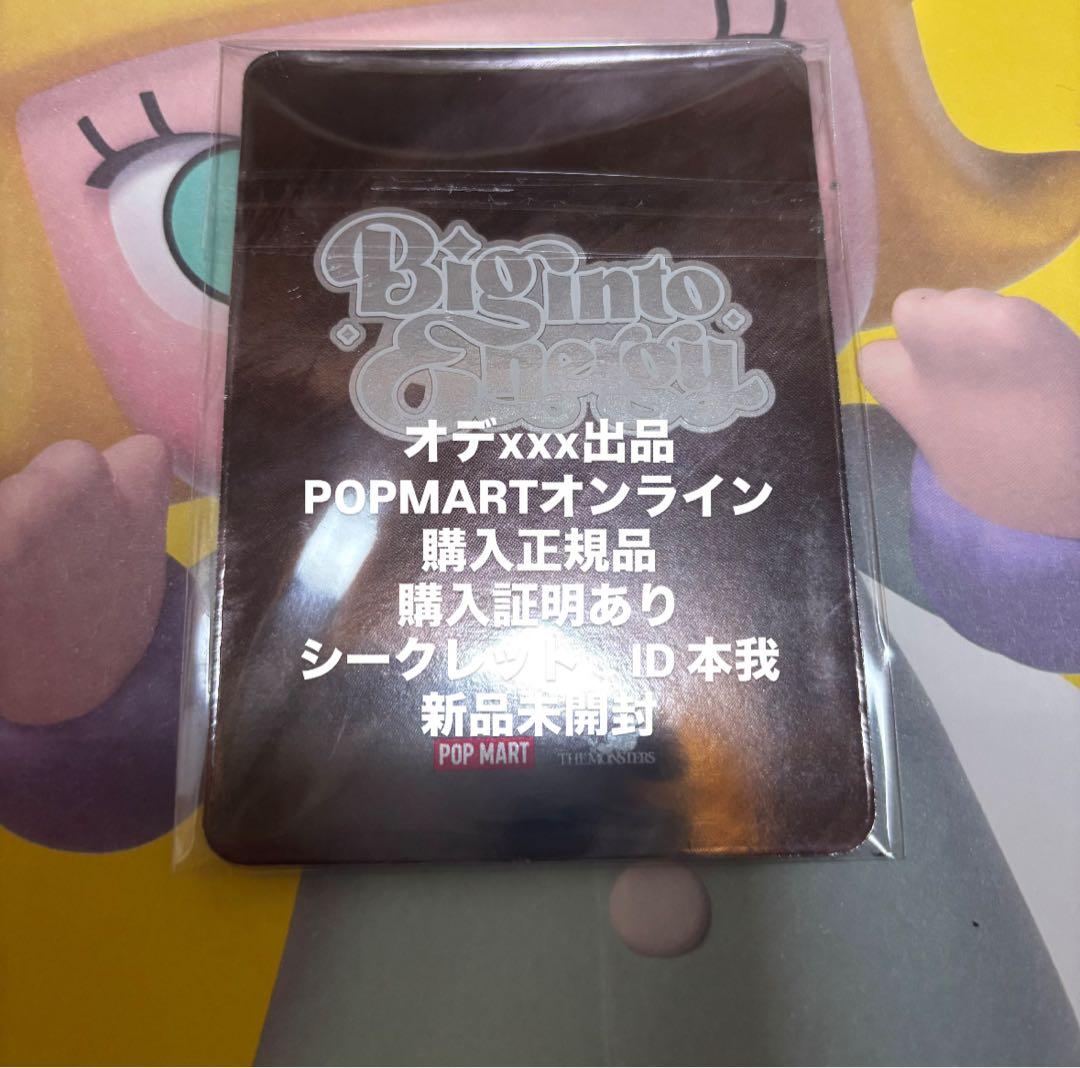 Big into
Energy
オデxxx出品
POPMARTオンライン
購入正規品
購入証明あり
シークレット、ID 本我
新品未開封
POP MART
THE MONSTERS